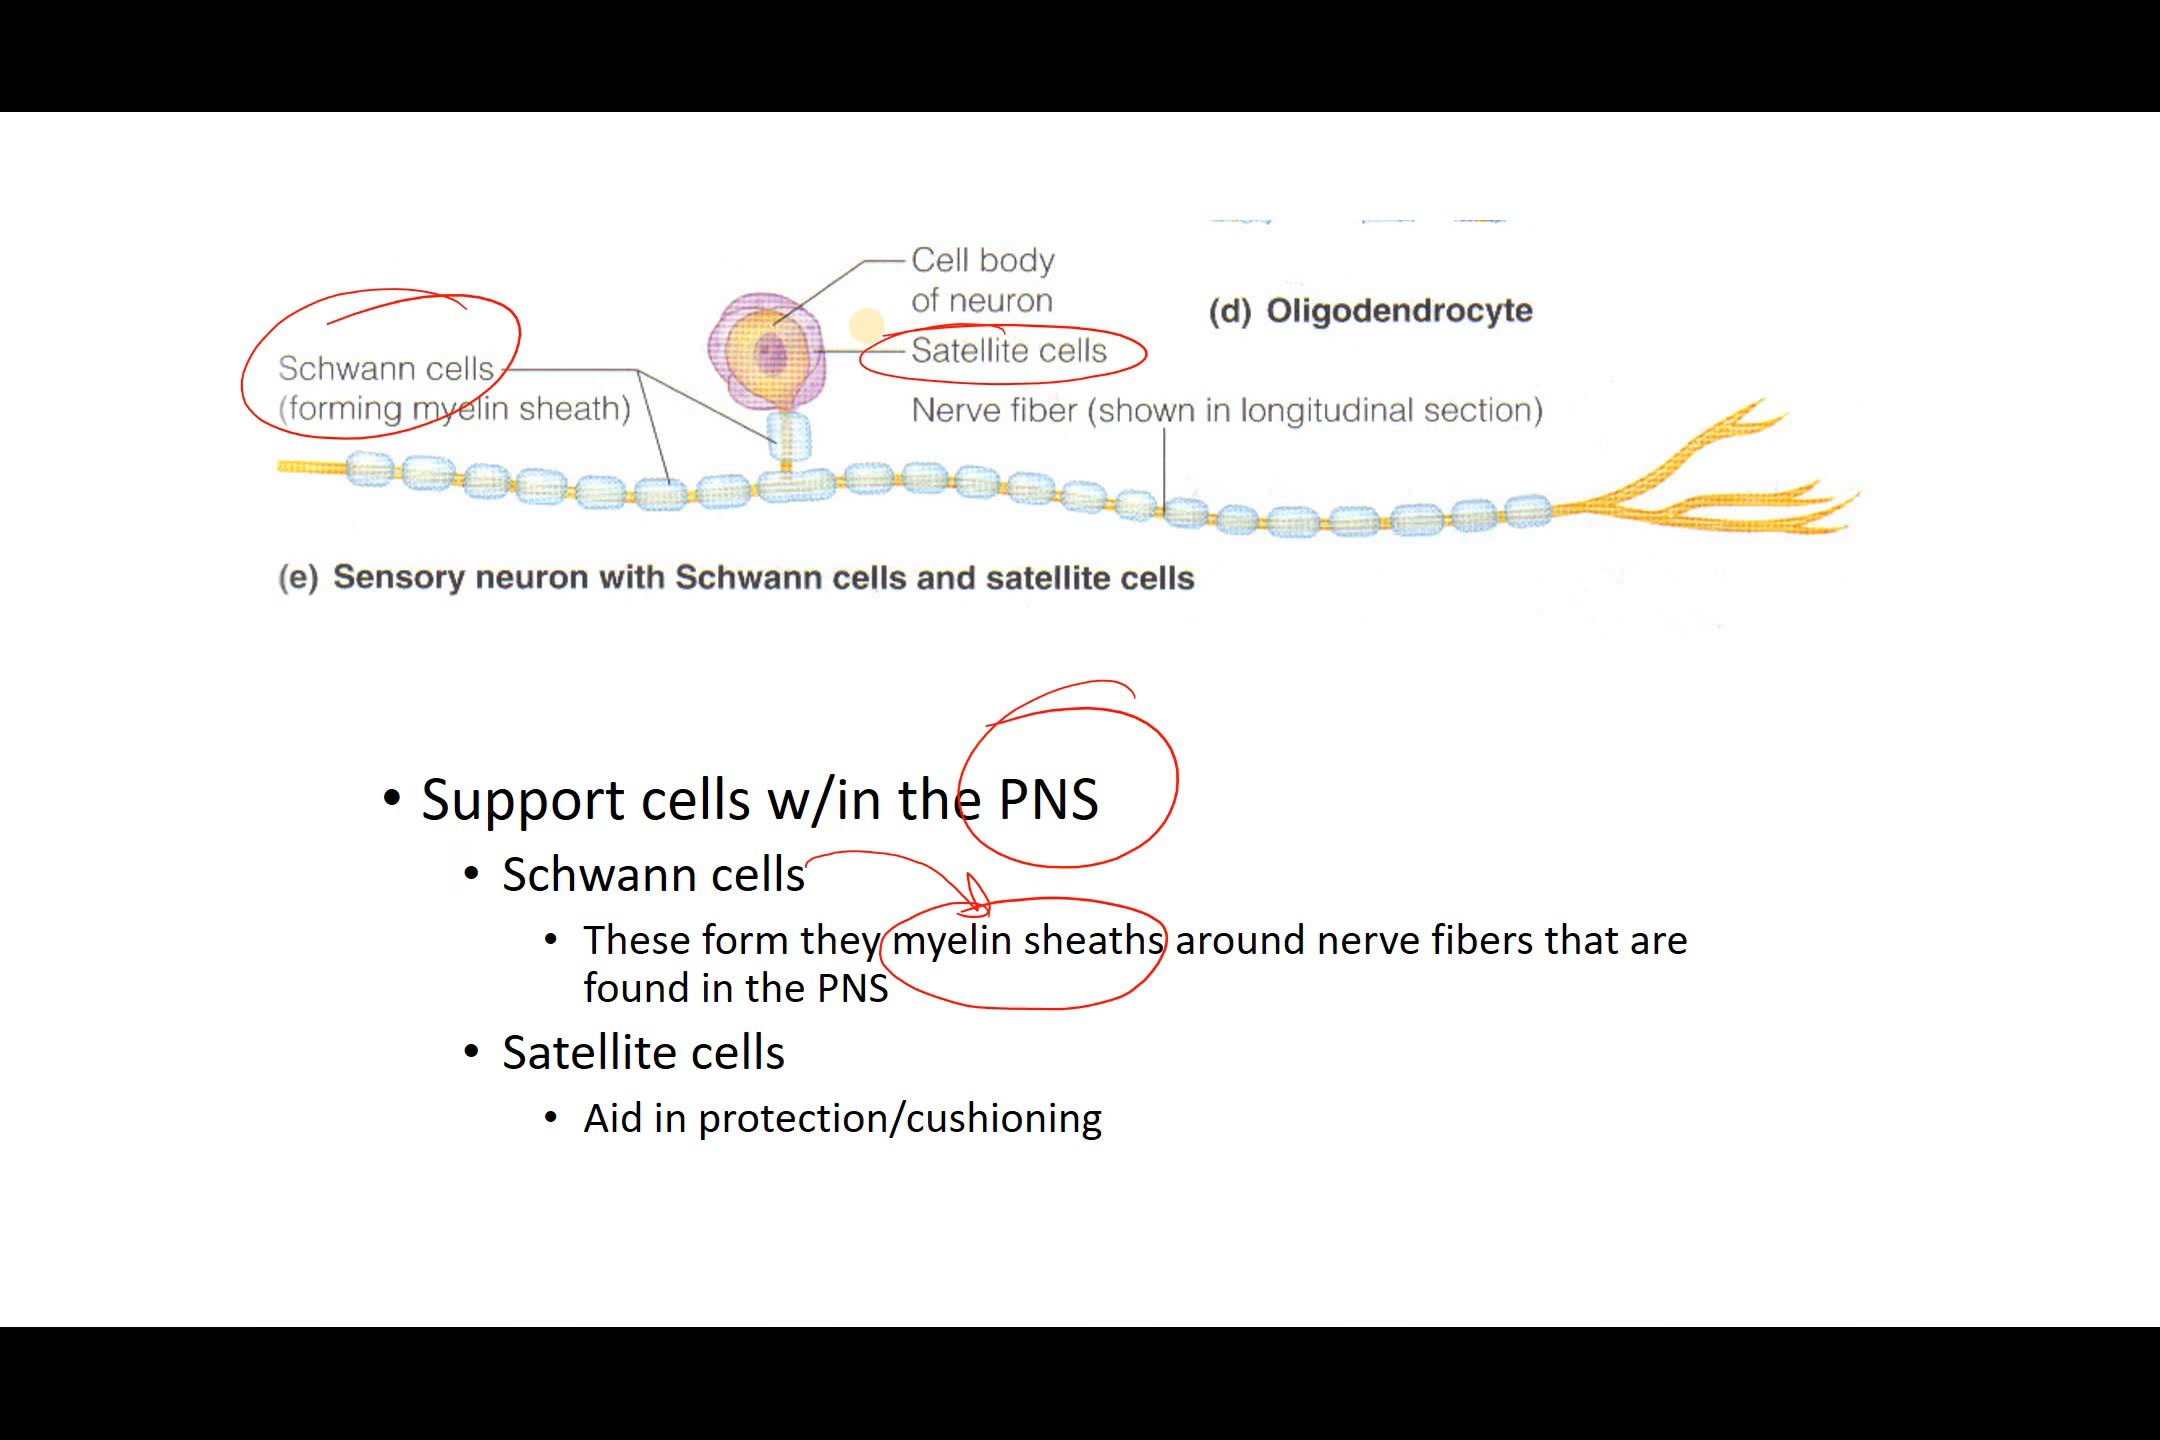 Cell body
of neuron
(d) Oligodendrocyte
Satellite cells
Schwann cells
(forming myelin sheath)
Nerve fiber (shown in longitudinal section)
(e) Sensory neuron with Schwann cells and satellite cells
• Support cells w/in the PNS
• Schwann cells
• These form they myelin sheaths around nerve fibers that are
found in the PNS
• Satellite cells
• Aid in protection/cushioning